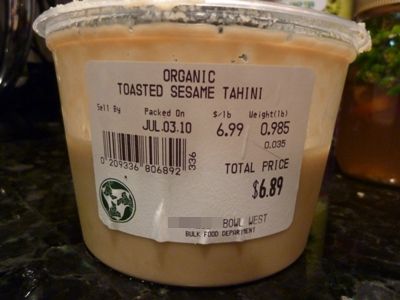 ORGANIC
TOASTED SESAME TAHINI
Sell By Packed On $/lb Weight(lb)
JUL.03.10 6.99 0.985
0.035
0 209336 806892
336
TOTAL PRICE
$6.89
BOWL WEST
BULK FOOD DEPARTMENT